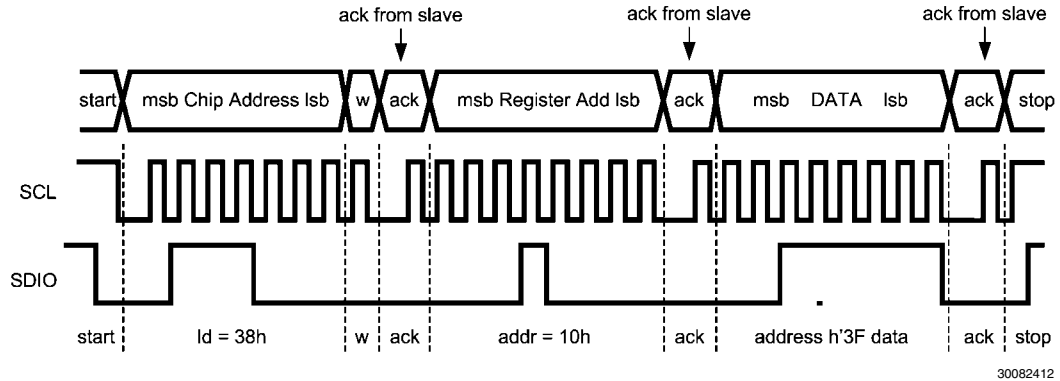 ack from slave ack from slave ack from slave
start msb Chip Address lsb w ack msb Register Add lsb ack msb DATA lsb ack stop
SCL
SDIO
start Id = 38h w ack addr = 10h ack address h'3F data ack stop
30082412